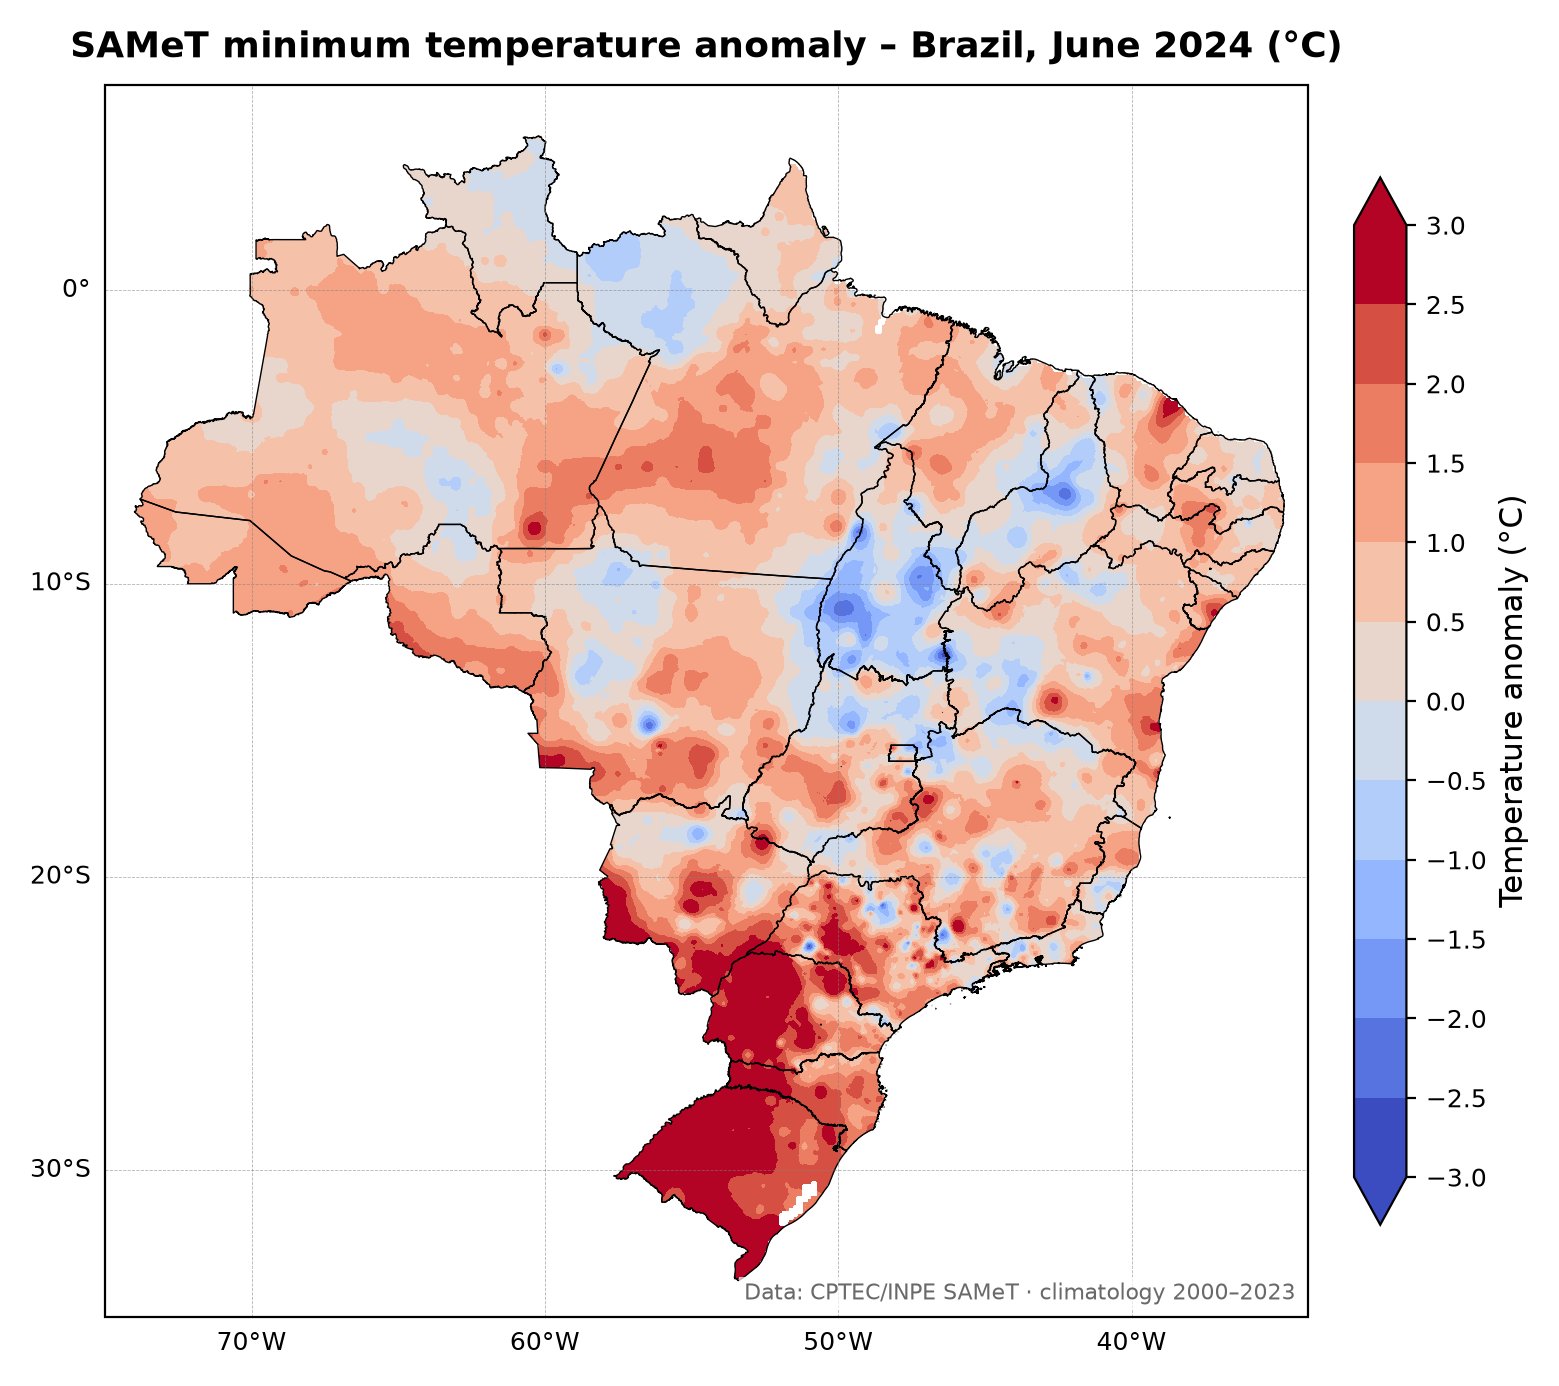 SAMeT minimum temperature anomaly – Brazil, June 2024 (°C)
0°
10°S
20°S
30°S
70°W
60°W
50°W
40°W
Data: CPTEC/INPE SAMeT · climatology 2000–2023
3.0
2.5
2.0
1.5
1.0
0.5
0.0
−0.5
−1.0
−1.5
−2.0
−2.5
−3.0
Temperature anomaly (°C)